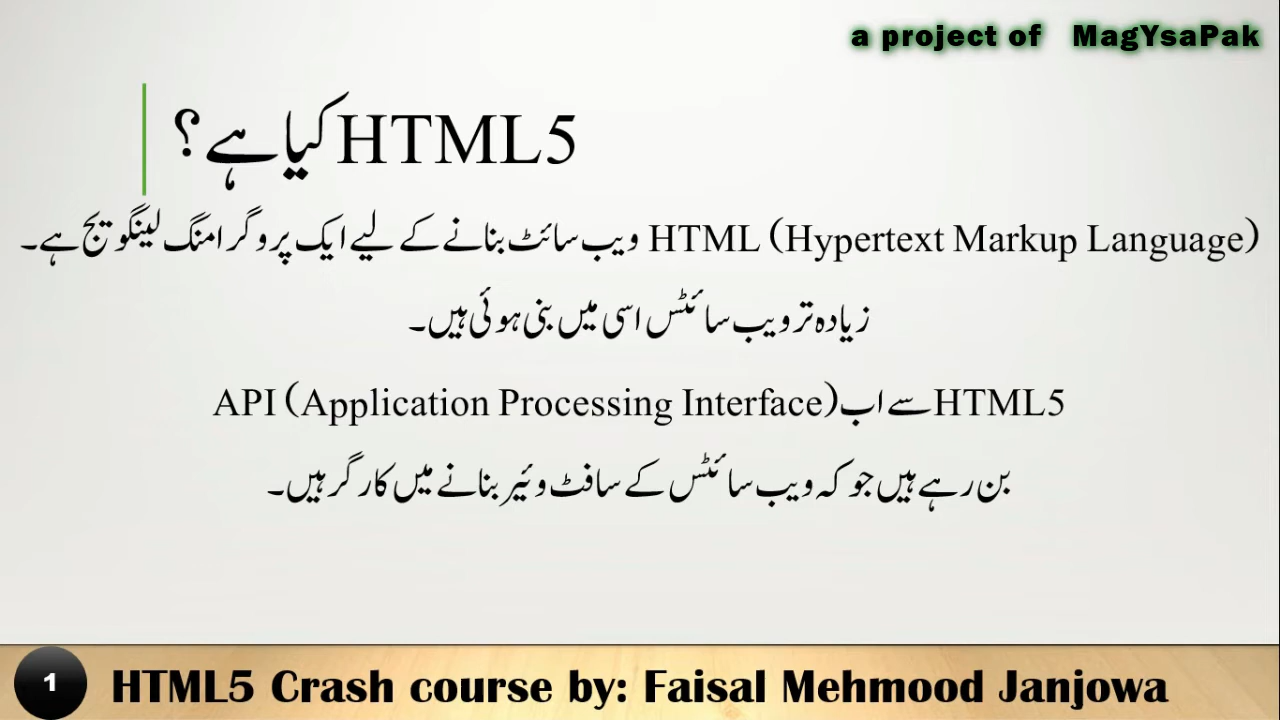 a project of MagYsaPak
HTML5 کیا ہے؟
HTML (Hypertext Markup Language) ویب سائٹ بنانے کے لیے ایک پروگرامنگ لینگویج ہے۔
زیادہ تر ویب سائٹس اسی میں بنی ہوئی ہیں۔
HTML5 سے اب API (Application Processing Interface)
بن رہے ہیں جو کہ ویب سائٹس کے سافٹ وئیر بنانے میں کارگر ہیں۔
1 HTML5 Crash course by: Faisal Mehmood Janjowa